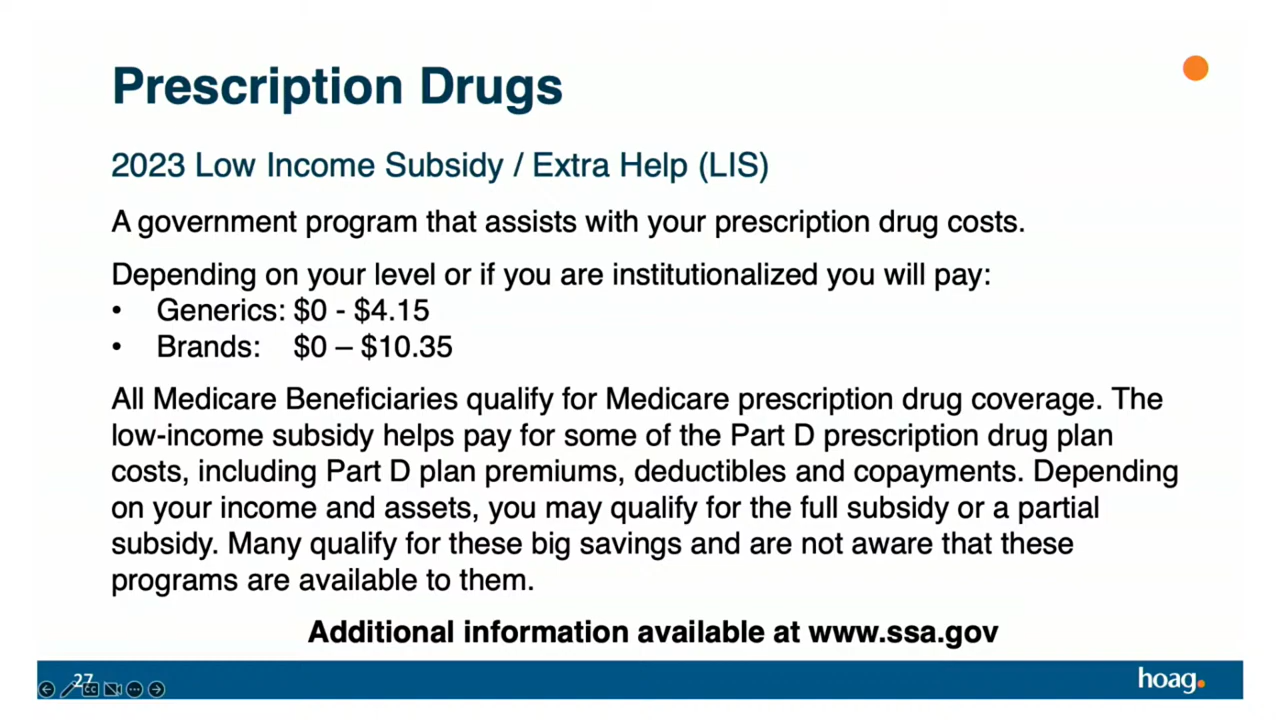 Prescription Drugs
2023 Low Income Subsidy / Extra Help (LIS)
A government program that assists with your prescription drug costs.
Depending on your level or if you are institutionalized you will pay:
• Generics: $0 - $4.15
• Brands: $0 – $10.35
All Medicare Beneficiaries qualify for Medicare prescription drug coverage. The
low-income subsidy helps pay for some of the Part D prescription drug plan
costs, including Part D plan premiums, deductibles and copayments. Depending
on your income and assets, you may qualify for the full subsidy or a partial
subsidy. Many qualify for these big savings and are not aware that these
programs are available to them.
Additional information available at www.ssa.gov
27
CC
hoag.